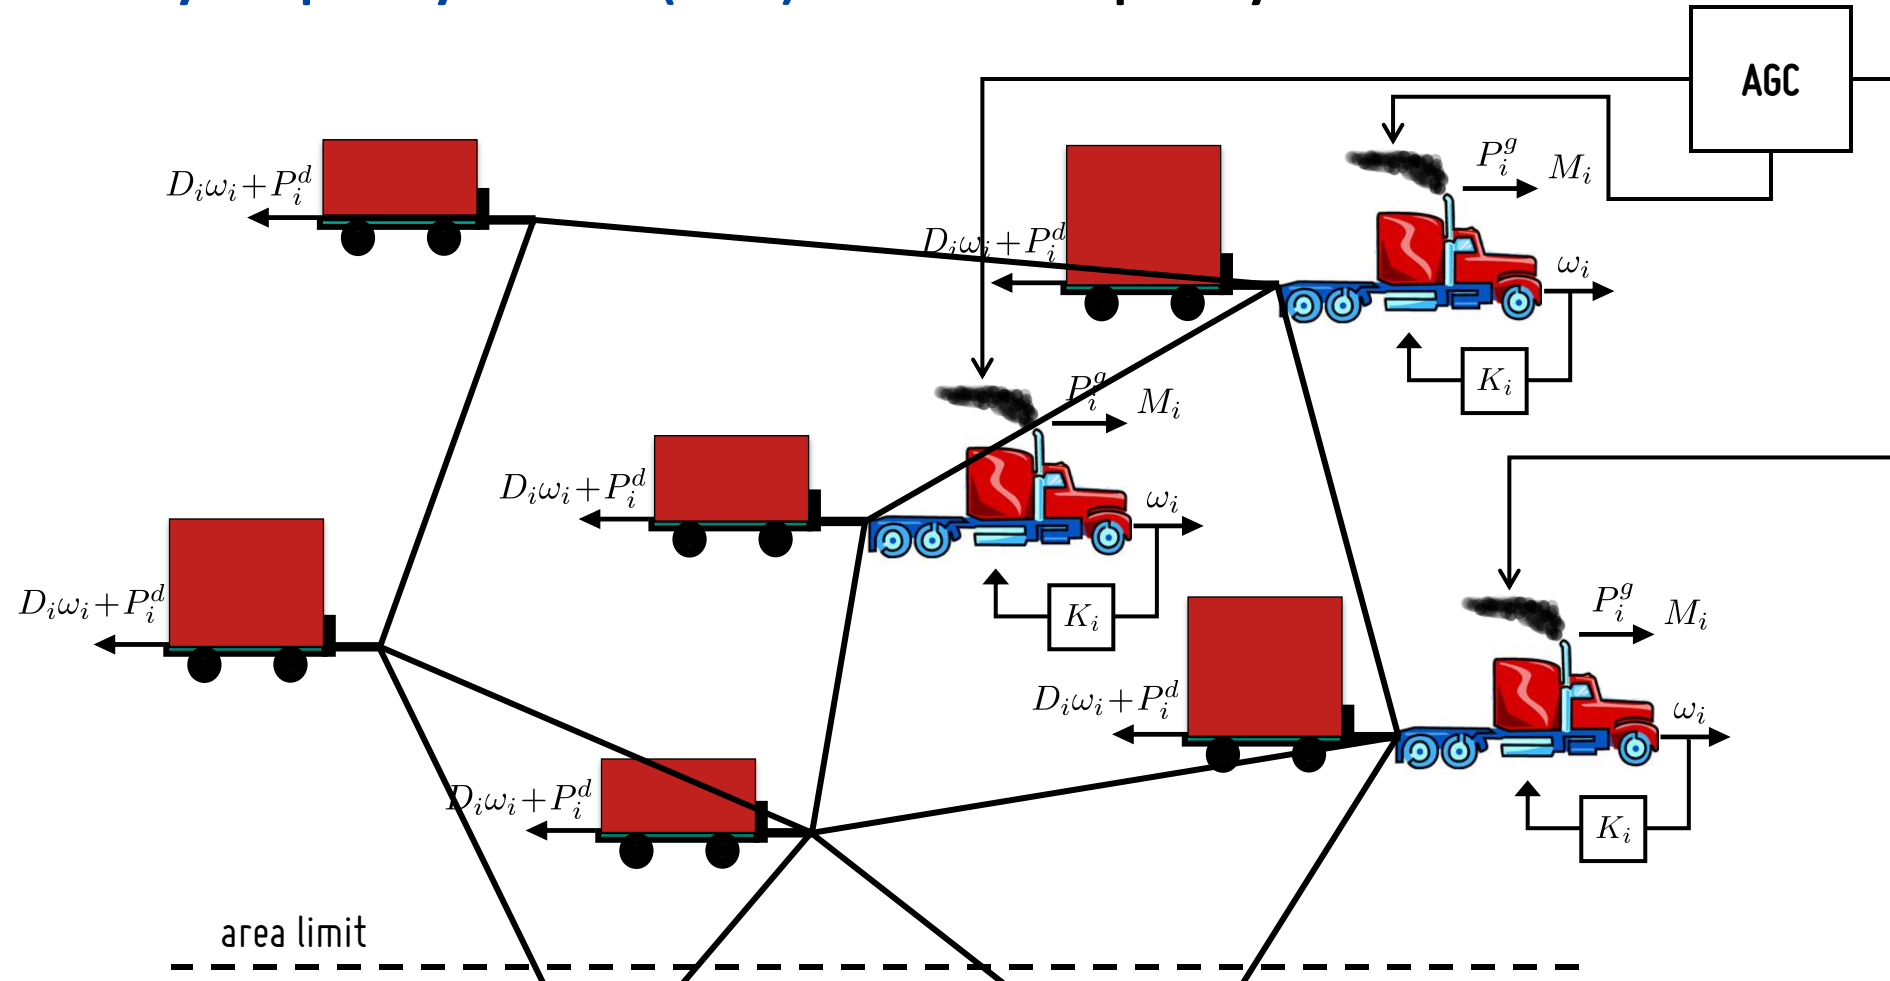 AGC
P_i^g
M_i
D_iω_i+P_i^d
D_iω_i+P_i^d
ω_i
K_i
P_i^g
M_i
D_iω_i+P_i^d
ω_i
K_i
D_iω_i+P_i^d
P_i^g
M_i
D_iω_i+P_i^d
ω_i
D_iω_i+P_i^d
K_i
area limit